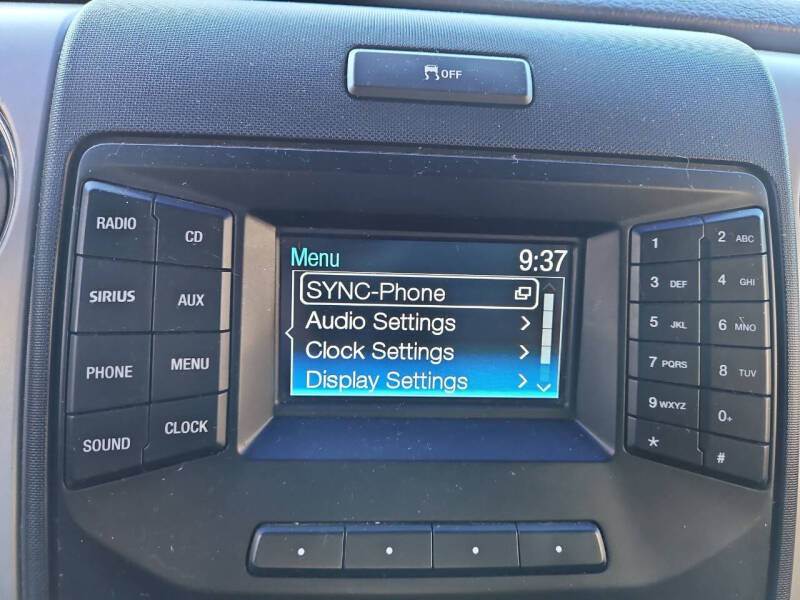 OFF
RADIO
CD
SIRIUS
AUX
PHONE
MENU
SOUND
CLOCK
Menu 9:37
SYNC-Phone
Audio Settings
Clock Settings
Display Settings
1
2 ABC
3 DEF
4 GHI
5 JKL
6 MNO
7 PQRS
8 TUV
9 WXYZ
0+
*
#